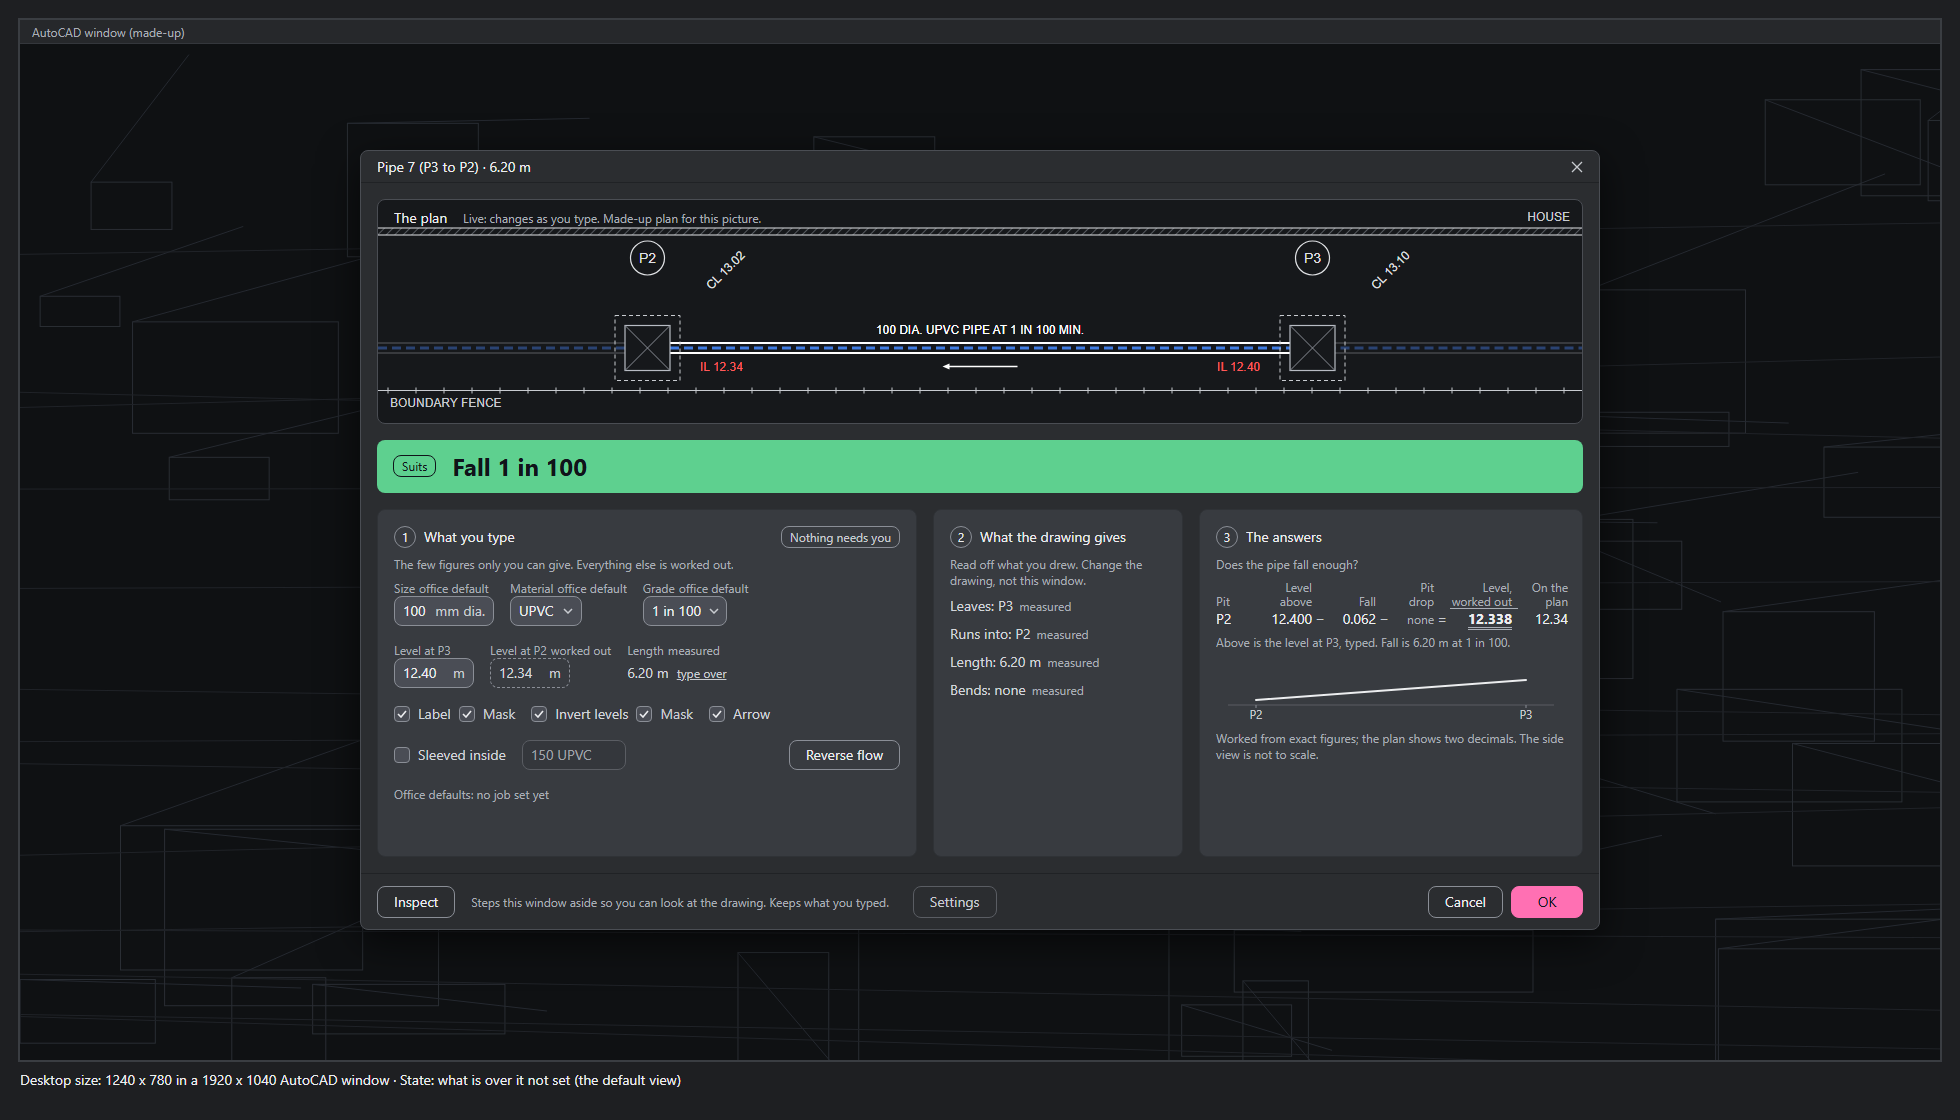 AutoCAD window (made-up)
Pipe 7 (P3 to P2) · 6.20 m
The plan Live: changes as you type. Made-up plan for this picture.
HOUSE
P2
CL 13.02
P3
CL 13.10
100 DIA. UPVC PIPE AT 1 IN 100 MIN.
IL 12.34
IL 12.40
BOUNDARY FENCE
Suits Fall 1 in 100
1 What you type
Nothing needs you
The few figures only you can give. Everything else is worked out.
Size office default
Material office default
Grade office default
100 mm dia.
UPVC
1 in 100
Level at P3
Level at P2 worked out
Length measured
12.40 m
12.34 m
6.20 m type over
Label
Mask
Invert levels
Mask
Arrow
Sleeved inside
150 UPVC
Reverse flow
Office defaults: no job set yet
2 What the drawing gives
Read off what you drew. Change the
drawing, not this window.
Leaves: P3 measured
Runs into: P2 measured
Length: 6.20 m measured
Bends: none measured
3 The answers
Does the pipe fall enough?
Level Pit Level, On the
Pit above Fall drop worked out plan
P2 12.400 − 0.062 − none = 12.338 12.34
Above is the level at P3, typed. Fall is 6.20 m at 1 in 100.
P2
P3
Worked from exact figures; the plan shows two decimals. The side
view is not to scale.
Inspect
Steps this window aside so you can look at the drawing. Keeps what you typed.
Settings
Cancel
OK
Desktop size: 1240 x 780 in a 1920 x 1040 AutoCAD window · State: what is over it not set (the default view)